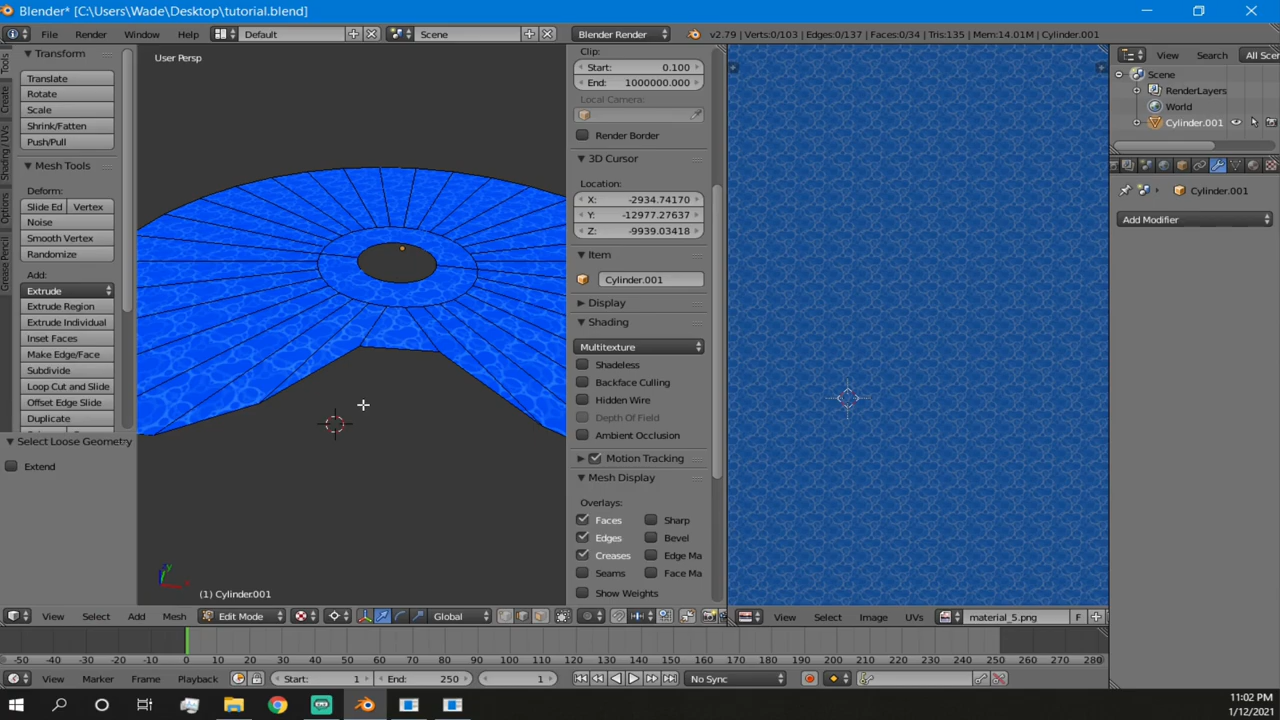 Blender* [C:\Users\Wade\Desktop\tutorial.blend]
File Render Window Help Default Scene Blender Render v2.79 | Verts:0/103 | Edges:0/137 | Faces:0/34 | Tris:135 | Mem:14.01M | Cylinder.001
Tools
Create
Shading / UVs
Options
Grease Pencil
Transform
Translate
Rotate
Scale
Shrink/Fatten
Push/Pull
Mesh Tools
Deform:
Slide Ed Vertex
Noise
Smooth Vertex
Randomize
Add:
Extrude
Extrude Region
Extrude Individual
Inset Faces
Make Edge/Face
Subdivide
Loop Cut and Slide
Offset Edge Slide
Duplicate
Select Loose Geometry
Extend
User Persp
(1) Cylinder.001
Clip:
Start: 0.100
End: 1000000.000
Local Camera:
Render Border
3D Cursor
Location:
X: -2934.74170
Y: -12977.27637
Z: -9939.03418
Item
Cylinder.001
Display
Shading
Multitexture
Shadeless
Backface Culling
Hidden Wire
Depth Of Field
Ambient Occlusion
Motion Tracking
Mesh Display
Overlays:
Faces Sharp
Edges Bevel
Creases Edge Ma
Seams Face Ma
Show Weights
View Search All Scen
Scene
RenderLayers
World
Cylinder.001
Cylinder.001
Add Modifier
View Select Add Mesh Edit Mode Global
View Select Image UVs material_5.png F
-50 -40 -30 -20 -10 0 10 20 30 40 50 60 70 80 90 100 110 120 130 140 150 160 170 180 190 200 210 220 230 240 250 260 270 280
View Marker Frame Playback Start: 1 End: 250 1 No Sync
11:02 PM
1/12/2021